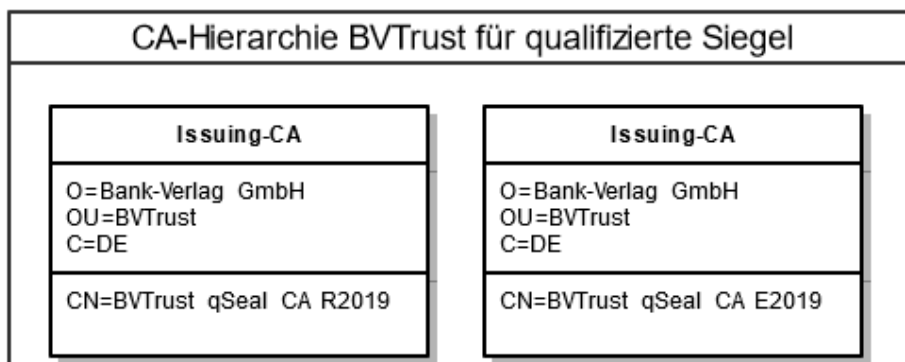 CA-Hierarchie BVTrust für qualifizierte Siegel
Issuing-CA
O=Bank-Verlag GmbH
OU=BVTrust
C=DE
CN=BVTrust qSeal CA R2019
Issuing-CA
O=Bank-Verlag GmbH
OU=BVTrust
C=DE
CN=BVTrust qSeal CA E2019